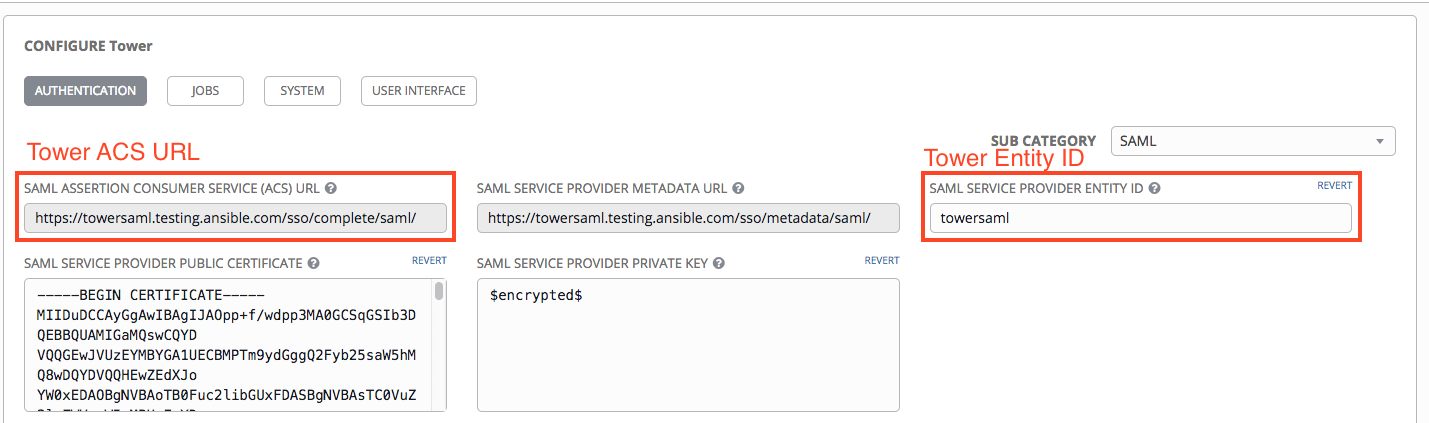 CONFIGURE Tower
AUTHENTICATION
JOBS
SYSTEM
USER INTERFACE
SUB CATEGORY
SAML
Tower ACS URL
Tower Entity ID
SAML ASSERTION CONSUMER SERVICE (ACS) URL
https://towersaml.testing.ansible.com/sso/complete/saml/
SAML SERVICE PROVIDER METADATA URL
https://towersaml.testing.ansible.com/sso/metadata/saml/
SAML SERVICE PROVIDER ENTITY ID
REVERT
towersaml
SAML SERVICE PROVIDER PUBLIC CERTIFICATE
REVERT
-----BEGIN CERTIFICATE-----
MIIDuDCCAyGgAwIBAgIJAOpp+f/wdpp3MA0GCSqGSIb3D
QEBBQUAMIGaMQswCQYD
VQQGEwJVUzEYMBYGA1UECBMPTm9ydGggQ2Fyb25saW5hM
Q8wDQYDVQQHEwZEdXJo
YW0xEDAOBgNVBAoTB0Fuc2libGUxFDASBgNVBAsTC0VuZ
SAML SERVICE PROVIDER PRIVATE KEY
REVERT
$encrypted$